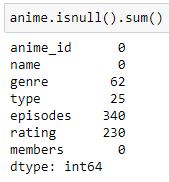 anime.isnull().sum()
anime_id 0
name 0
genre 62
type 25
episodes 340
rating 230
members 0
dtype: int64